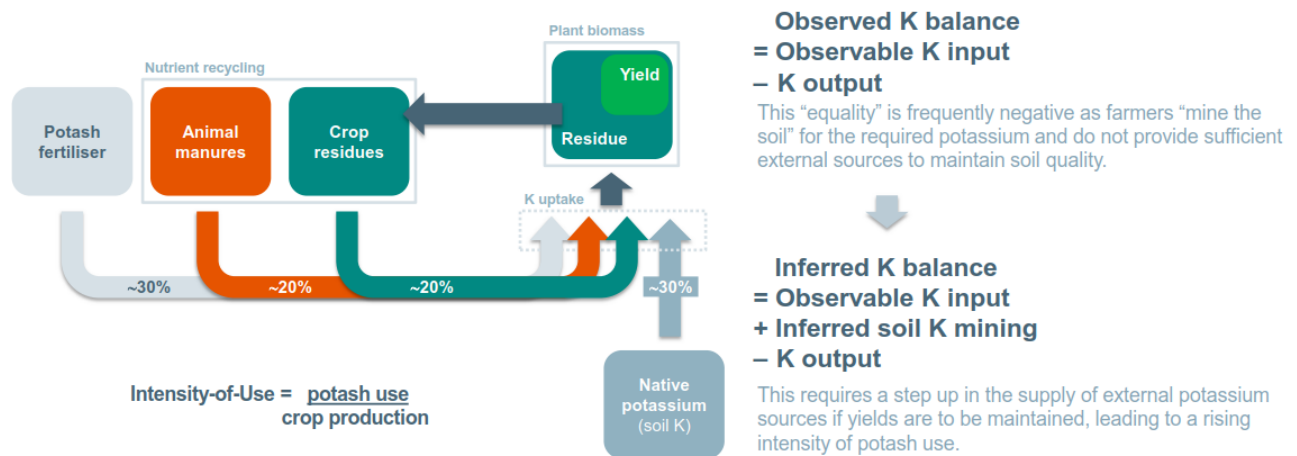 Plant biomass
Nutrient recycling
Potash
fertiliser
Animal
manures
Crop
residues
Yield
Residue
K uptake
~30%
~20%
~20%
~30%
Native
potassium
(soil K)
Intensity-of-Use = potash use
crop production
Observed K balance
= Observable K input
– K output
This “equality” is frequently negative as farmers “mine the
soil” for the required potassium and do not provide sufficient
external sources to maintain soil quality.
Inferred K balance
= Observable K input
+ Inferred soil K mining
– K output
This requires a step up in the supply of external potassium
sources if yields are to be maintained, leading to a rising
intensity of potash use.